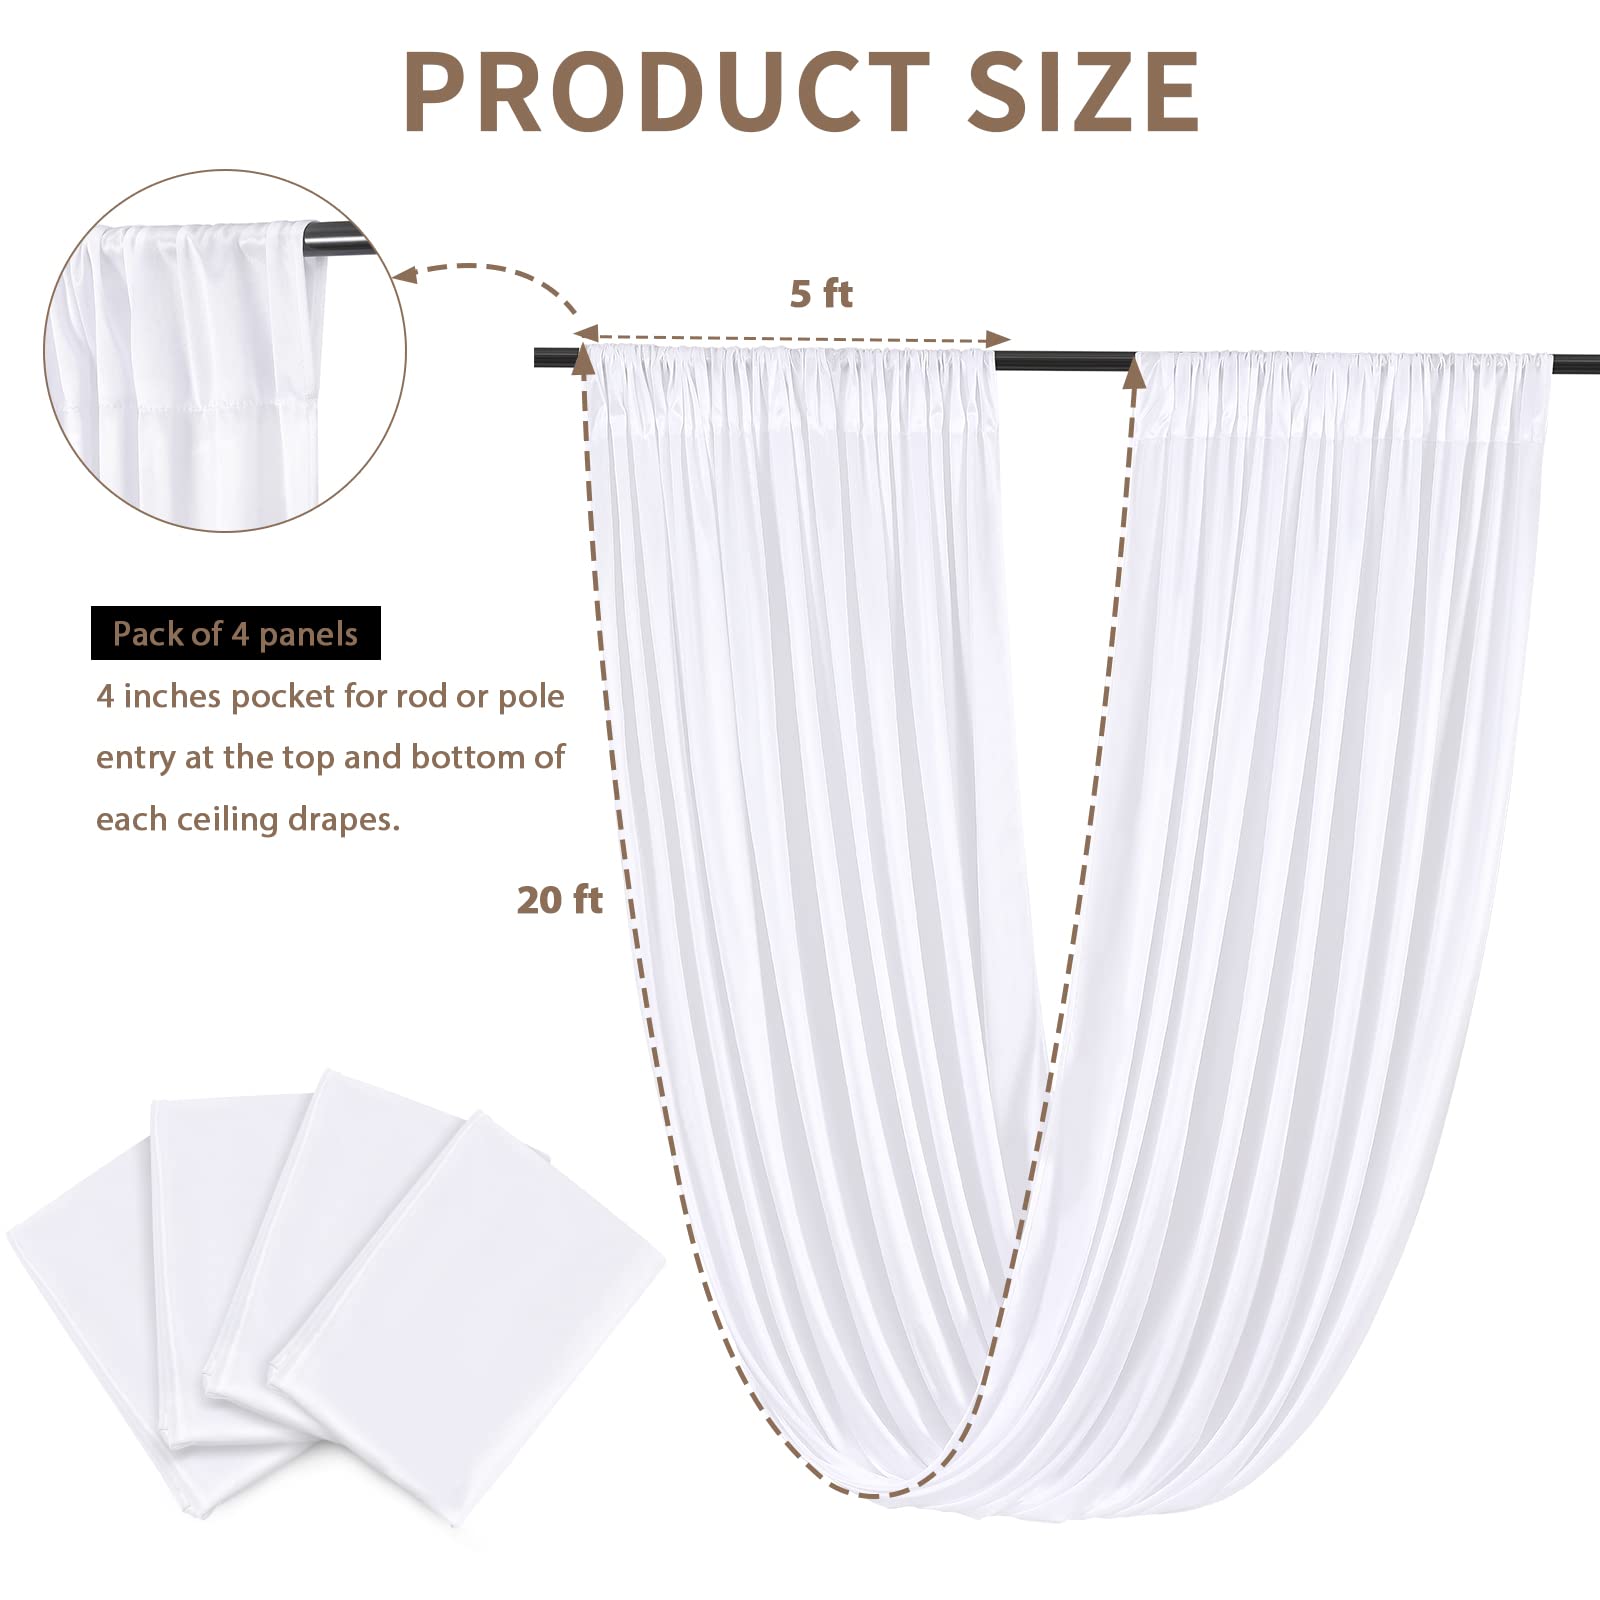 PRODUCT SIZE
5 ft
Pack of 4 panels
4 inches pocket for rod or pole
entry at the top and bottom of
each ceiling drapes.
20 ft